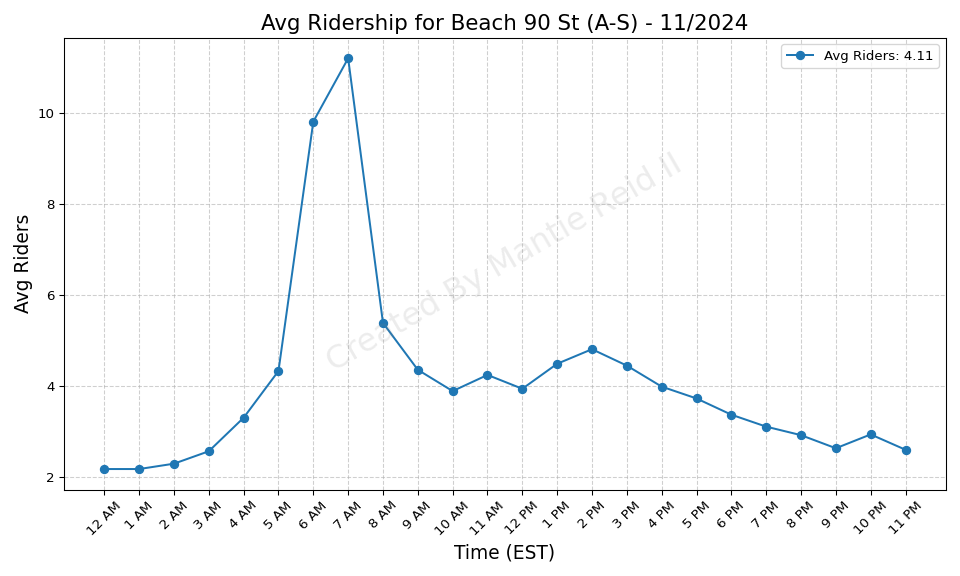 Avg Ridership for Beach 90 St (A-S) - 11/2024
Avg Riders: 4.11
Created By Mantie Reid II
Avg Riders
10
8
6
4
2
12 AM 1 AM 2 AM 3 AM 4 AM 5 AM 6 AM 7 AM 8 AM 9 AM 10 AM 11 AM 12 PM 1 PM 2 PM 3 PM 4 PM 5 PM 6 PM 7 PM 8 PM 9 PM 10 PM 11 PM
Time (EST)